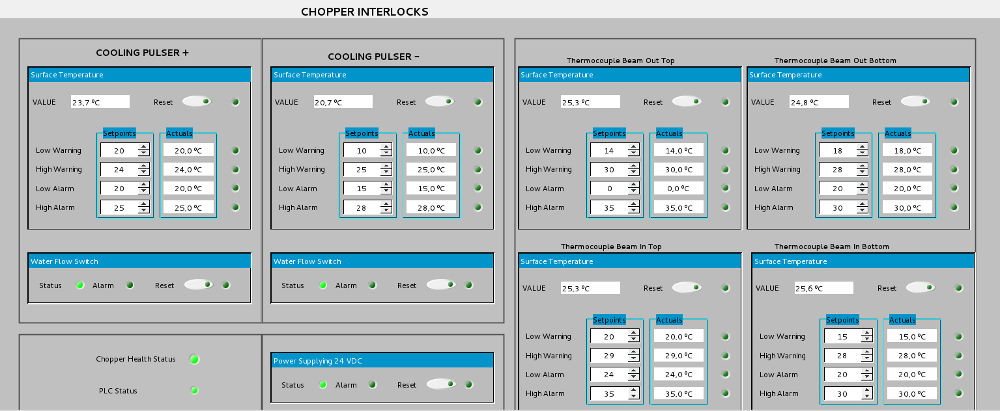 CHOPPER INTERLOCKS
COOLING PULSER +
Surface Temperature
VALUE 23,7 ºC Reset
Setpoints Actuals
Low Warning 20 20,0 ºC
High Warning 24 24,0 ºC
Low Alarm 20 20,0 ºC
High Alarm 25 25,0 ºC
Water Flow Switch
Status Alarm Reset
COOLING PULSER -
Surface Temperature
VALUE 20,7 ºC Reset
Setpoints Actuals
Low Warning 10 10,0 ºC
High Warning 25 25,0 ºC
Low Alarm 15 15,0 ºC
High Alarm 28 28,0 ºC
Water Flow Switch
Status Alarm Reset
Chopper Health Status
PLC Status
Power Supplying 24 VDC
Status Alarm Reset
Thermocouple Beam Out Top
Surface Temperature
VALUE 25,3 ºC Reset
Setpoints Actuals
Low Warning 14 14,0 ºC
High Warning 30 30,0 ºC
Low Alarm 0 0,0 ºC
High Alarm 35 35,0 ºC
Thermocouple Beam Out Bottom
Surface Temperature
VALUE 24,8 ºC Reset
Setpoints Actuals
Low Warning 18 18,0 ºC
High Warning 28 28,0 ºC
Low Alarm 20 20,0 ºC
High Alarm 30 30,0 ºC
Thermocouple Beam In Top
Surface Temperature
VALUE 25,3 ºC Reset
Setpoints Actuals
Low Warning 20 20,0 ºC
High Warning 29 29,0 ºC
Low Alarm 24 24,0 ºC
High Alarm 35 35,0 ºC
Thermocouple Beam In Bottom
Surface Temperature
VALUE 25,6 ºC Reset
Setpoints Actuals
Low Warning 15 15,0 ºC
High Warning 28 28,0 ºC
Low Alarm 20 20,0 ºC
High Alarm 30 30,0 ºC